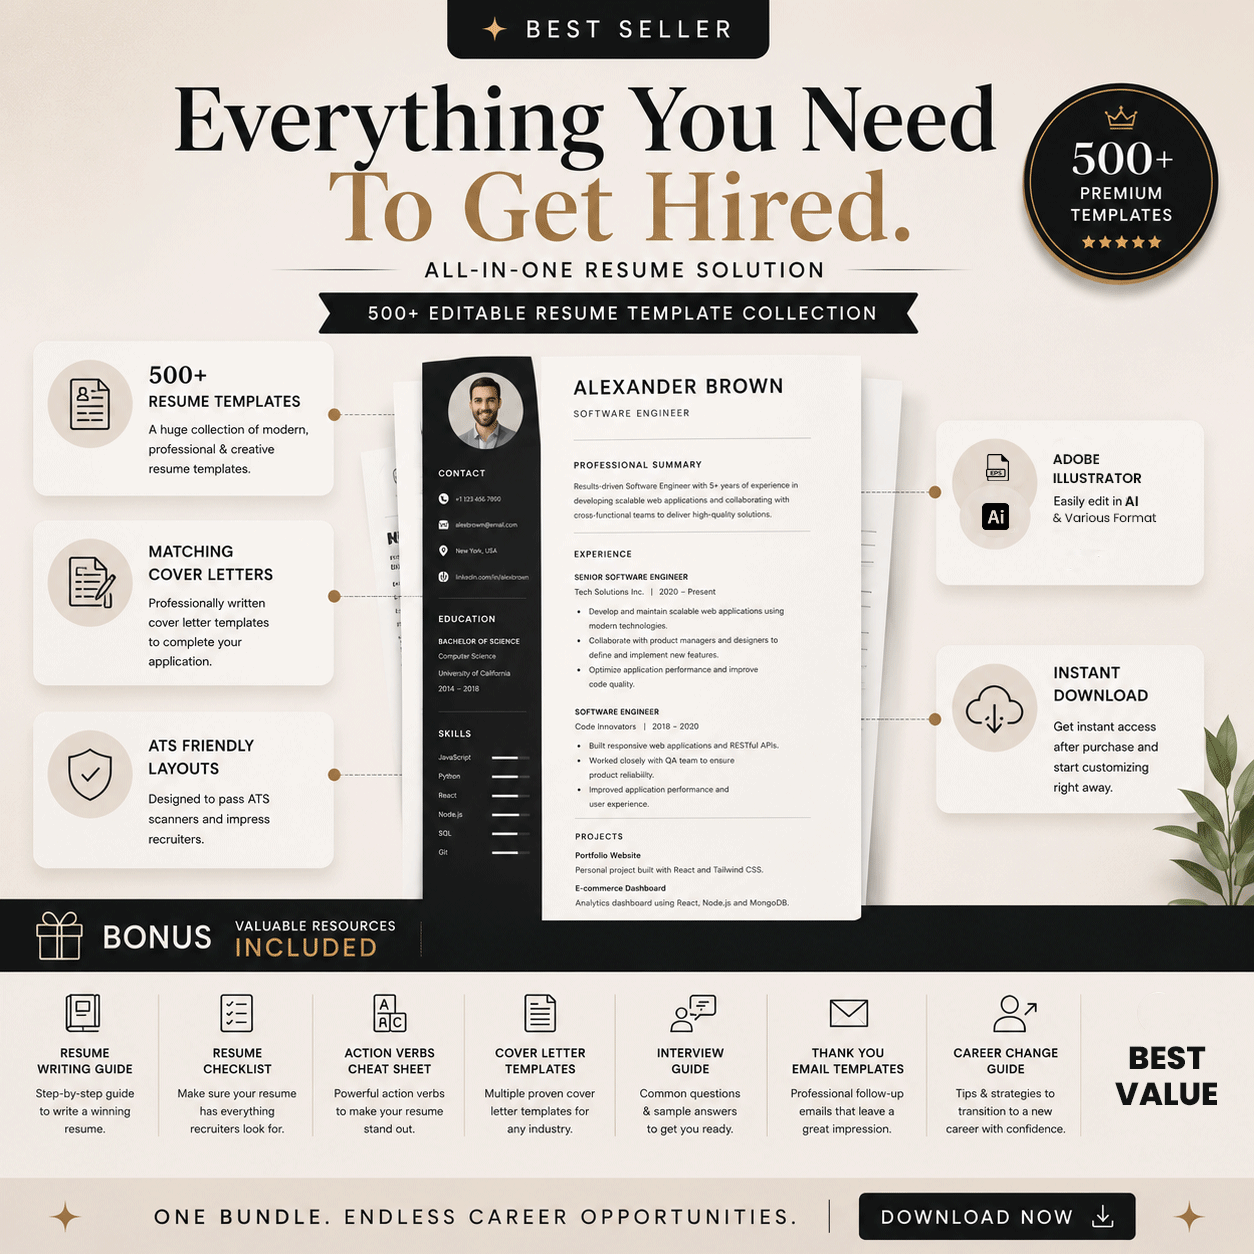 BEST SELLER
Everything You Need
To Get Hired.
ALL-IN-ONE RESUME SOLUTION
500+ EDITABLE RESUME TEMPLATE COLLECTION
500+
PREMIUM
TEMPLATES
500+
RESUME TEMPLATES
A huge collection of modern,
professional & creative
resume templates.
MATCHING
COVER LETTERS
Professionally written
cover letter templates
to complete your
application.
ATS FRIENDLY
LAYOUTS
Designed to pass ATS
scanners and impress
recruiters.
CONTACT
+1 123 456 7890
alexbrown@email.com
New York, USA
linkedin.com/in/alexbrown
EDUCATION
BACHELOR OF SCIENCE
Computer Science
University of California
2014 – 2018
SKILLS
JavaScript
Python
React
Node.js
SQL
Git
ALEXANDER BROWN
SOFTWARE ENGINEER
PROFESSIONAL SUMMARY
Results-driven Software Engineer with 5+ years of experience in
developing scalable web applications and collaborating with
cross-functional teams to deliver high-quality solutions.
EXPERIENCE
SENIOR SOFTWARE ENGINEER
Tech Solutions Inc. | 2020 – Present
• Develop and maintain scalable web applications using
modern technologies.
• Collaborate with product managers and designers to
define and implement new features.
• Optimize application performance and improve
code quality.
SOFTWARE ENGINEER
Code Innovators | 2018 – 2020
• Built responsive web applications and RESTful APIs.
• Worked closely with QA team to ensure
product reliability.
• Improved application performance and
user experience.
PROJECTS
Portfolio Website
Personal project built with React and Tailwind CSS.
E-commerce Dashboard
Analytics dashboard using React, Node.js and MongoDB.
EPS
Ai
ADOBE
ILLUSTRATOR
Easily edit in AI
& Various Format
INSTANT
DOWNLOAD
Get instant access
after purchase and
start customizing
right away.
BONUS
VALUABLE RESOURCES
INCLUDED
RESUME
WRITING GUIDE
Step-by-step guide
to write a winning
resume.
RESUME
CHECKLIST
Make sure your resume
has everything
recruiters look for.
A
A C
ACTION VERBS
CHEAT SHEET
Powerful action verbs
to make your resume
stand out.
COVER LETTER
TEMPLATES
Multiple proven cover
letter templates for
any industry.
INTERVIEW
GUIDE
Common questions
& sample answers
to get you ready.
THANK YOU
EMAIL TEMPLATES
Professional follow-up
emails that leave a
great impression.
CAREER CHANGE
GUIDE
Tips & strategies to
transition to a new
career with confidence.
BEST
VALUE
ONE BUNDLE. ENDLESS CAREER OPPORTUNITIES.
DOWNLOAD NOW